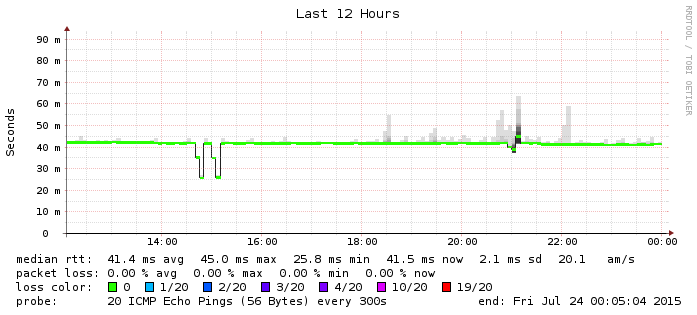 Last 12 Hours
RRDTOOL / TOBI OETIKER
Seconds
90 m
80 m
70 m
60 m
50 m
40 m
30 m
20 m
10 m
0
14:00 16:00 18:00 20:00 22:00 00:00
median rtt: 41.4 ms avg 45.0 ms max 25.8 ms min 41.5 ms now 2.1 ms sd 20.1 am/s
packet loss: 0.00 % avg 0.00 % max 0.00 % min 0.00 % now
loss color: 0 1/20 2/20 3/20 4/20 10/20 19/20
probe: 20 ICMP Echo Pings (56 Bytes) every 300s end: Fri Jul 24 00:05:04 2015